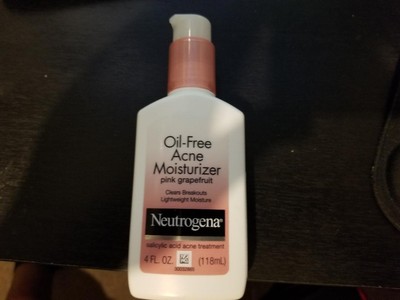 Oil-Free
Acne
Moisturizer
pink grapefruit
Clears Breakouts
Lightweight Moisture
Neutrogena®
salicylic acid acne treatment
4 FL. OZ. (118mL)